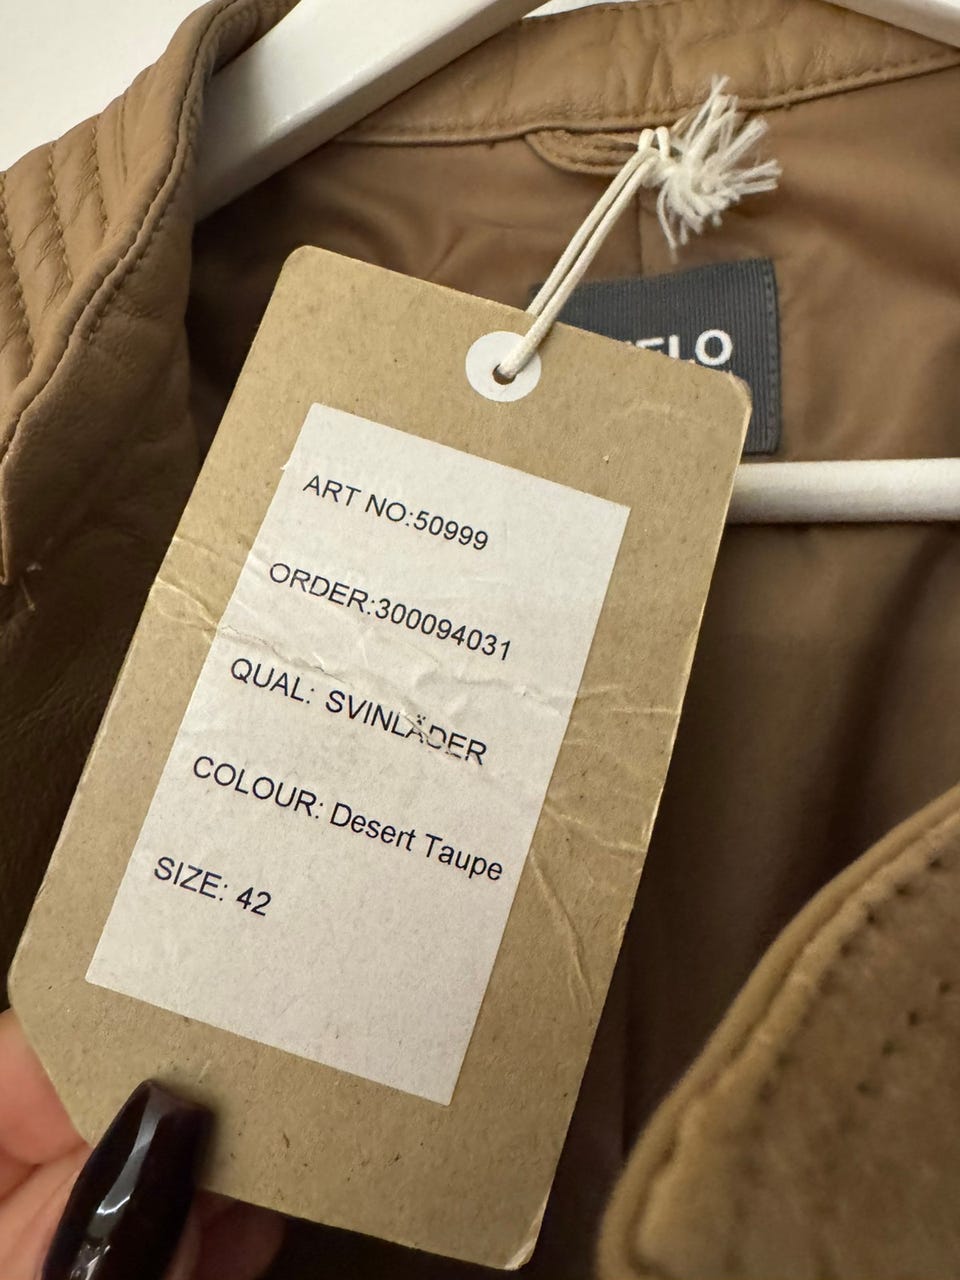 ART NO:50999
ORDER:300094031
QUAL: SVINLÄDER
COLOUR: Desert Taupe
SIZE: 42